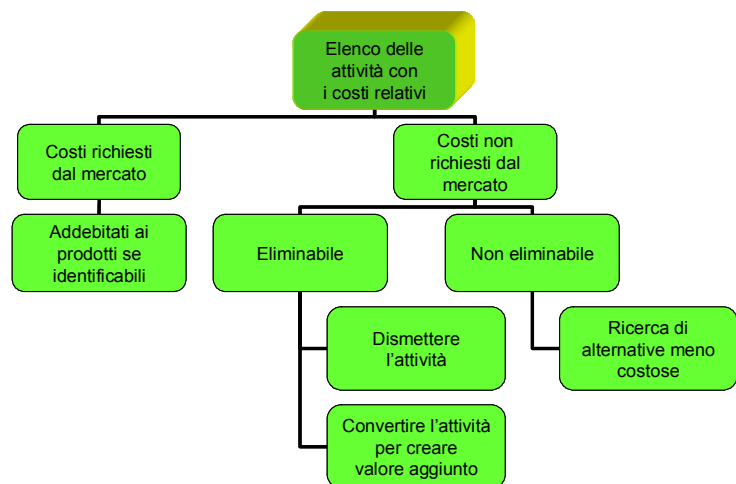 Elenco delle
attività con
i costi relativi
Costi richiesti
dal mercato
Costi non
richiesti dal
mercato
Addebitati ai
prodotti se
identificabili
Eliminabile
Non eliminabile
Dismettere
l’attività
Ricerca di
alternative meno
costose
Convertire l’attività
per creare
valore aggiunto